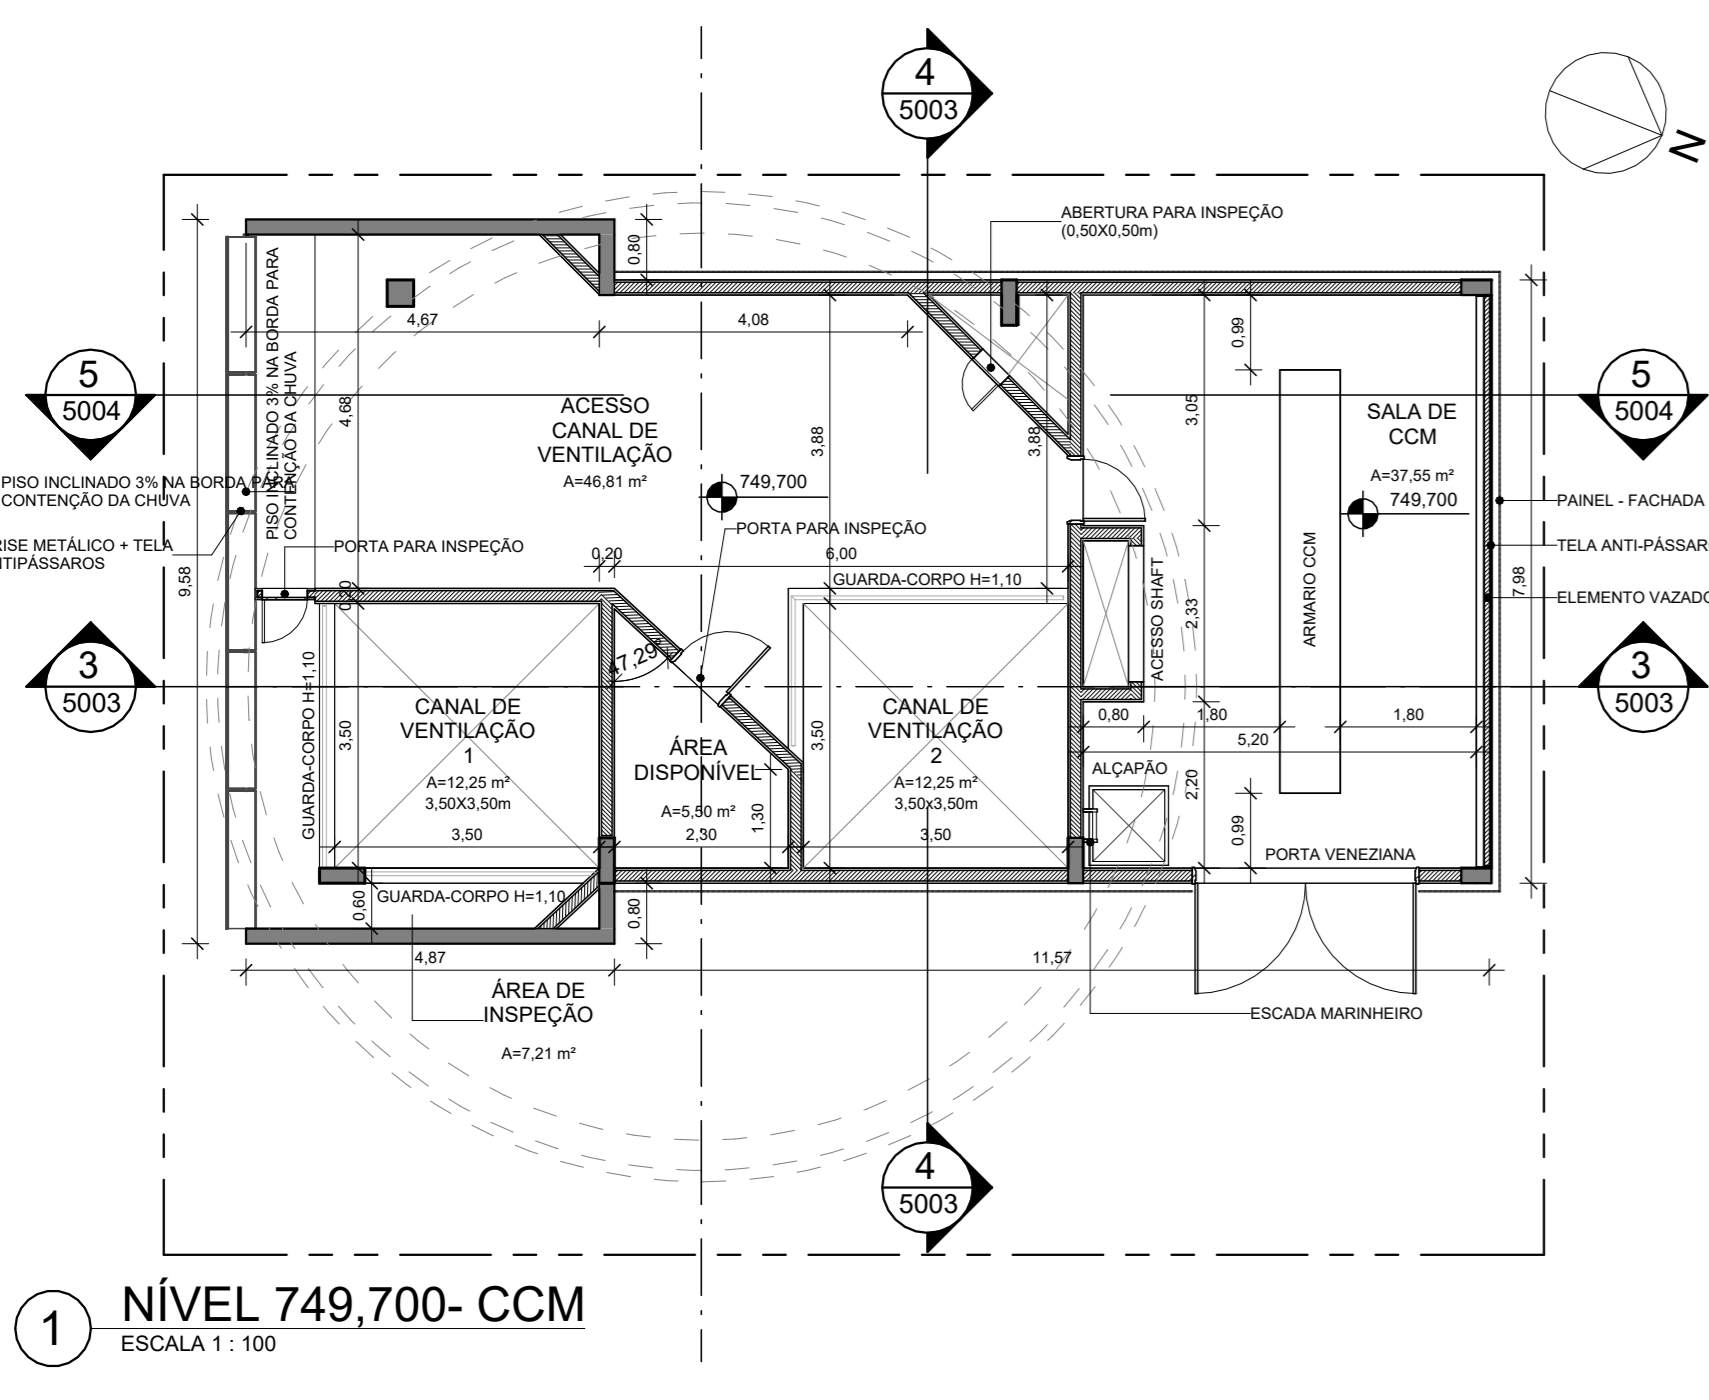 4
5003
N
ABERTURA PARA INSPEÇÃO
(0,50X0,50m)
0,80
4,67
4,08
0,99
PISO INCLINADO 3% NA BORDA PARA
CONTENÇÃO DA CHUVA
5
5004
5
5004
4,68
ACESSO
CANAL DE
VENTILAÇÃO
A=46,81 m²
3,88
3,88
3,05
SALA DE
CCM
A=37,55 m²
749,700
749,700
PISO INCLINADO 3% NA BORDA PARA
CONTENÇÃO DA CHUVA
PAINEL - FACHADA
PORTA PARA INSPEÇÃO
PORTA PARA INSPEÇÃO
RISE METÁLICO + TELA
NTIPÁSSAROS
TELA ANTI-PÁSSAR
0,20
6,00
GUARDA-CORPO H=1,10
9,58
0,20
7,98
ELEMENTO VAZADO
ACESSO SHAFT
2,33
ARMARIO CCM
47,29°
3
5003
3
5003
GUARDA-CORPO H=1,10
CANAL DE
VENTILAÇÃO
1
A=12,25 m²
3,50X3,50m
3,50
3,50
ÁREA
DISPONÍVEL
A=5,50 m²
2,30
1,30
CANAL DE
VENTILAÇÃO
2
A=12,25 m²
3,50x3,50m
3,50
3,50
0,80
1,80
1,80
5,20
ALÇAPÃO
2,20
0,99
PORTA VENEZIANA
GUARDA-CORPO H=1,10
0,60
0,80
4,87
11,57
ÁREA DE
INSPEÇÃO
A=7,21 m²
ESCADA MARINHEIRO
4
5003
1
NÍVEL 749,700- CCM
ESCALA 1 : 100